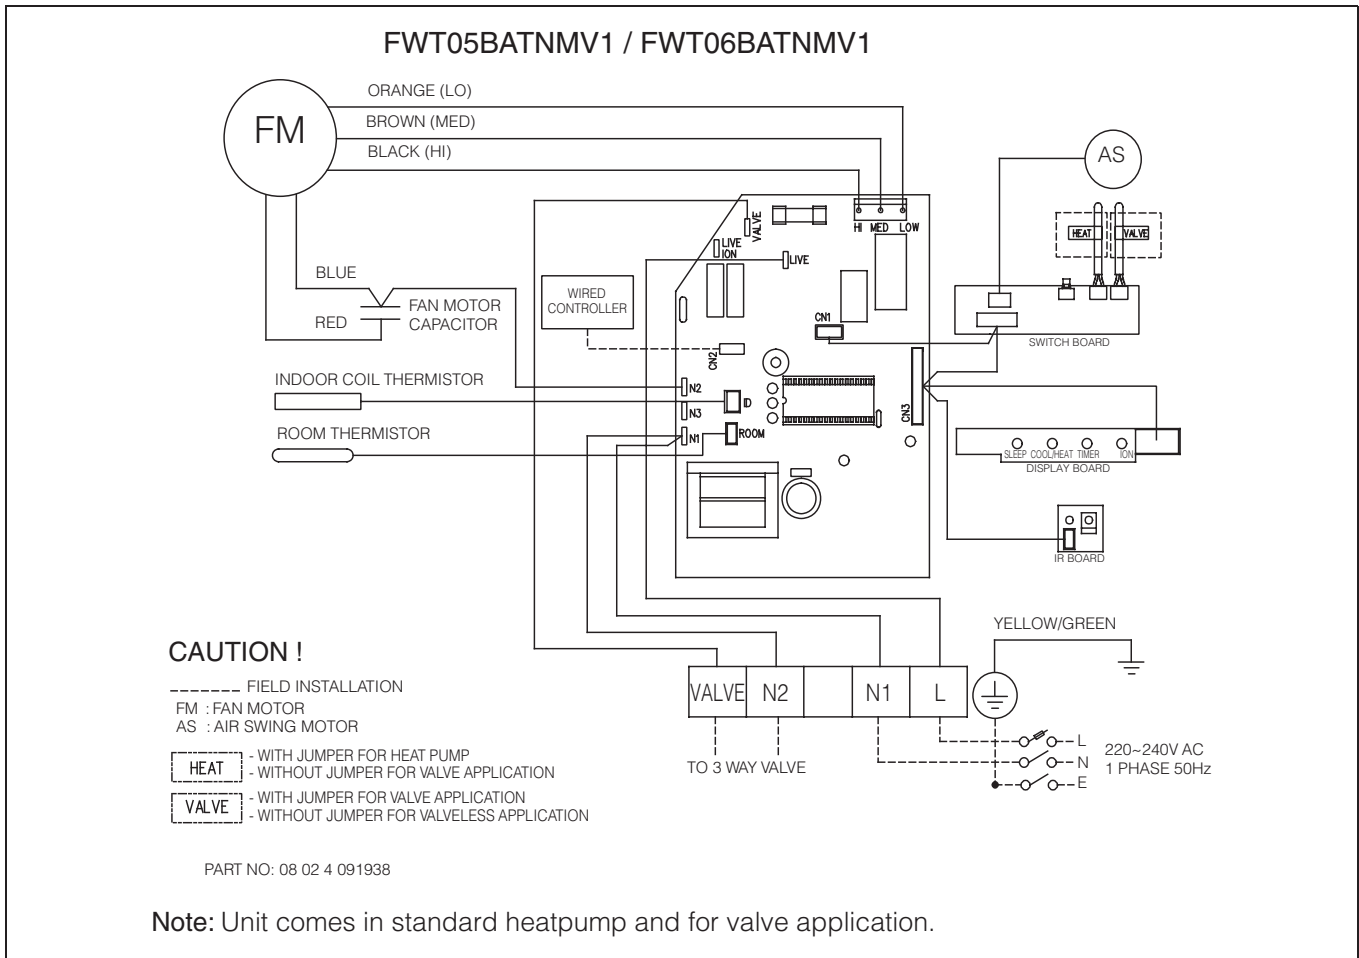 FWT05BATNMV1 / FWT06BATNMV1
ORANGE (LO)
BROWN (MED)
BLACK (HI)
FM
AS
HEAT
VALVE
VALVE
HI MED LOW
LIVE
ION
LIVE
BLUE
RED
FAN MOTOR
CAPACITOR
WIRED
CONTROLLER
CN1
CN2
SWITCH BOARD
INDOOR COIL THERMISTOR
N2
ID
N3
CN3
ROOM THERMISTOR
N1
ROOM
SLEEP COOL/HEAT TIMER ION
DISPLAY BOARD
IR BOARD
YELLOW/GREEN
VALVE N2 N1 L
TO 3 WAY VALVE
L
N
E
220~240V AC
1 PHASE 50Hz
CAUTION !
------- FIELD INSTALLATION
FM : FAN MOTOR
AS : AIR SWING MOTOR
HEAT
- WITH JUMPER FOR HEAT PUMP
- WITHOUT JUMPER FOR VALVE APPLICATION
VALVE
- WITH JUMPER FOR VALVE APPLICATION
- WITHOUT JUMPER FOR VALVELESS APPLICATION
PART NO: 08 02 4 091938
Note: Unit comes in standard heatpump and for valve application.